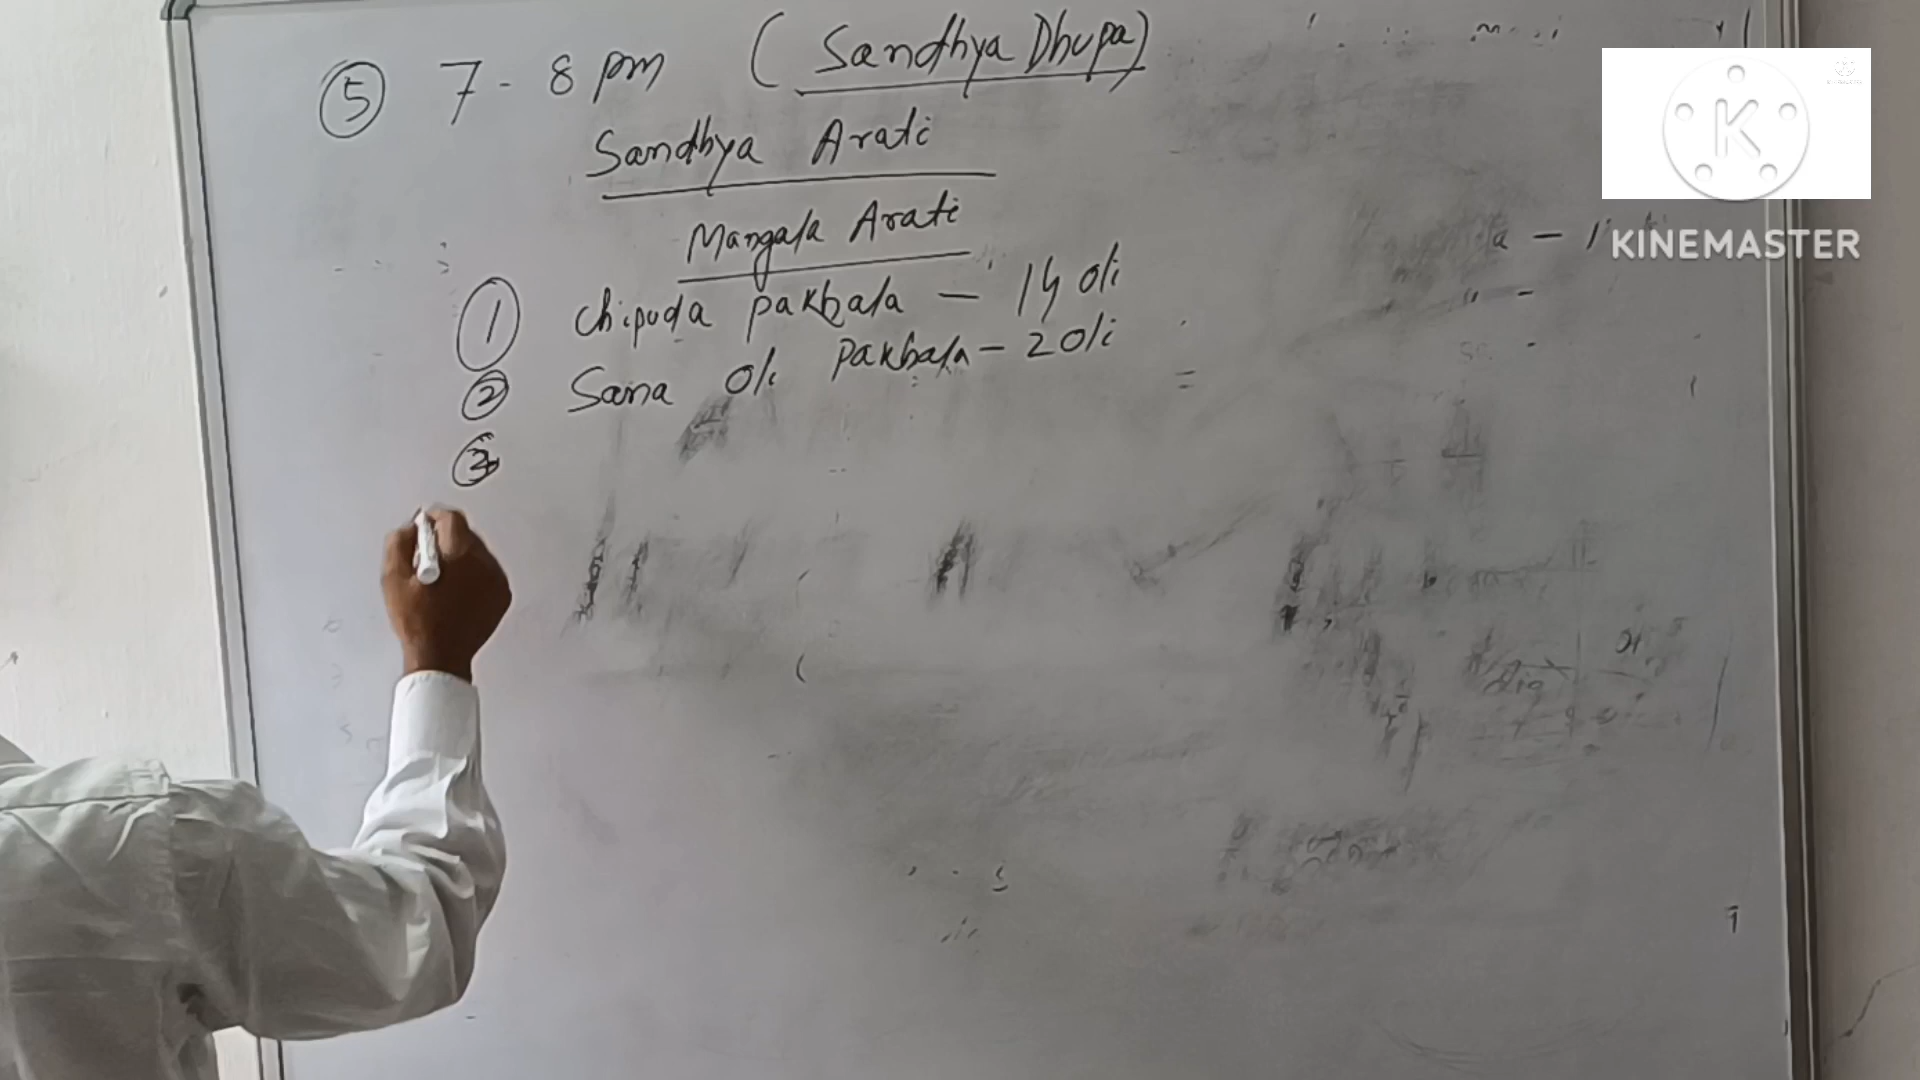 ⑤ 7 - 8 pm (Sandhya Dhupa)
Sandhya Arati
Mangala Arati
① Chipuda pakhala - 14 oli
② Sana Oli Pakhala - 2 Oli
③
K
KINEMASTER